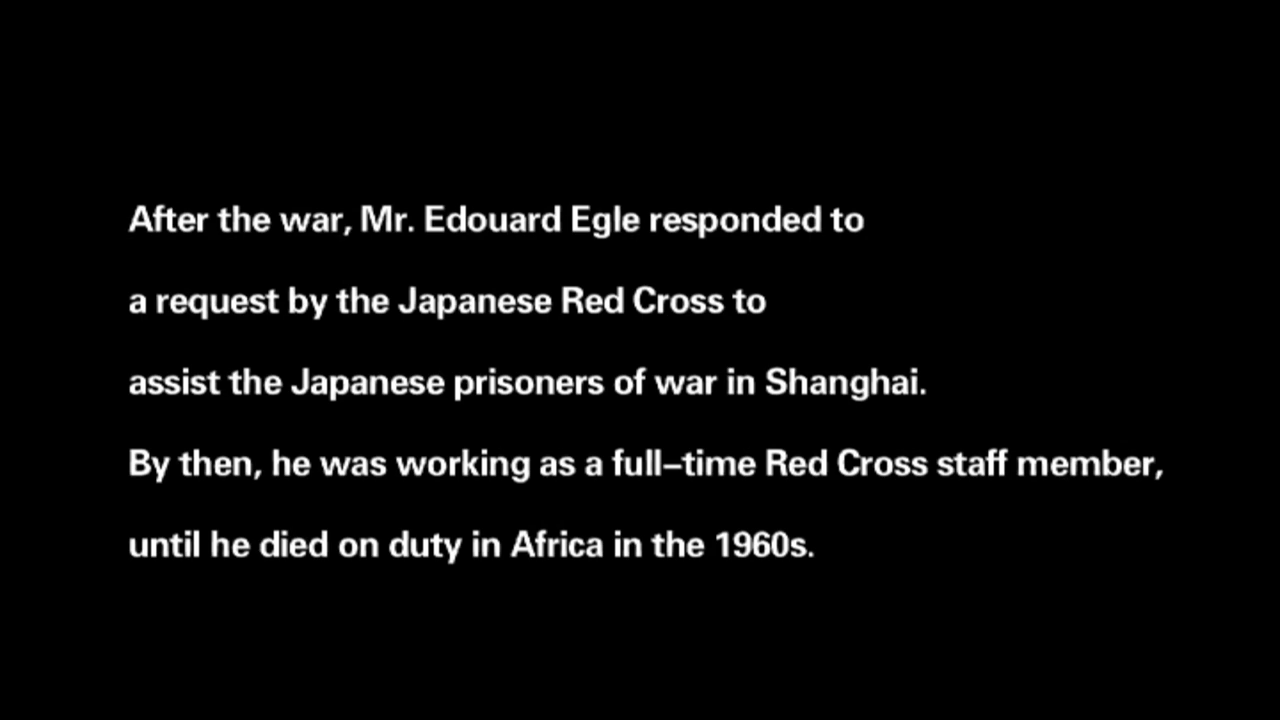 After the war, Mr. Edouard Egle responded to
a request by the Japanese Red Cross to
assist the Japanese prisoners of war in Shanghai.
By then, he was working as a full–time Red Cross staff member,
until he died on duty in Africa in the 1960s.